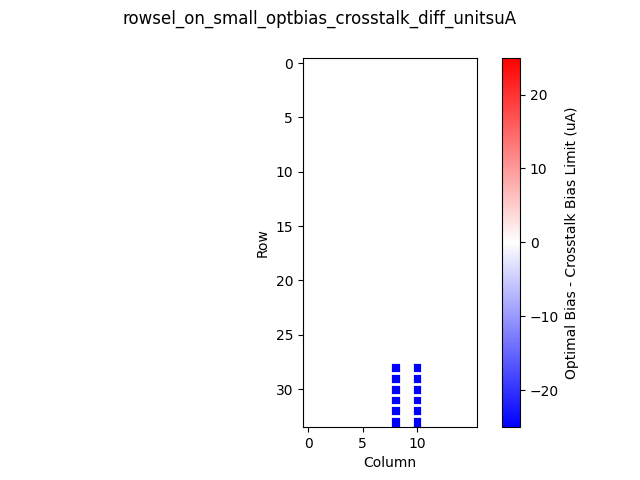 rowsel_on_small_optbias_crosstalk_diff_unitsuA
0
5
10
15
20
25
30
Row
0 5 10
Column
20
10
0
−10
−20
Optimal Bias - Crosstalk Bias Limit (uA)